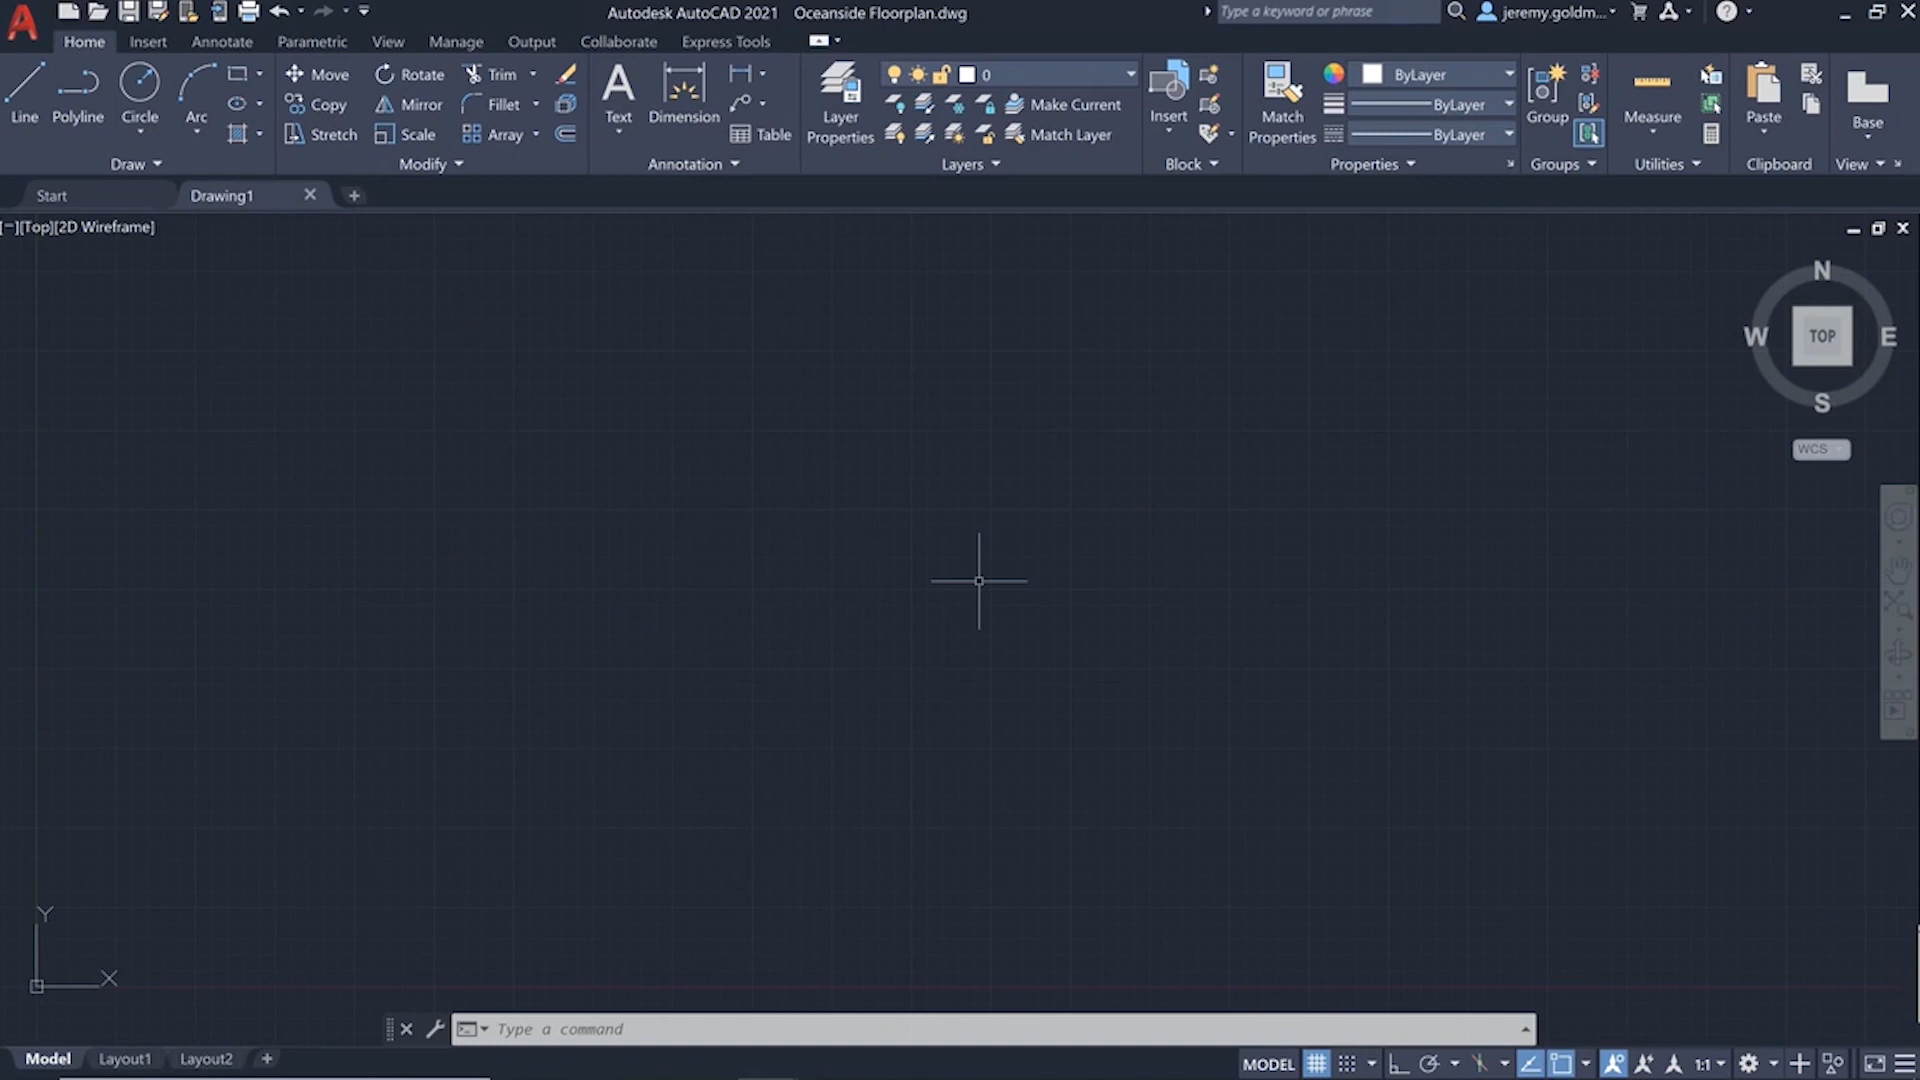 Autodesk AutoCAD 2021 Oceanside Floorplan.dwg Type a keyword or phrase jeremy.goldm...
Home Insert Annotate Parametric View Manage Output Collaborate Express Tools
Line Polyline Circle Arc
Move Rotate Trim
Copy Mirror Fillet
Stretch Scale Array
Text Dimension Table
Layer Properties
0
Make Current
Match Layer
Insert
Match Properties
ByLayer
ByLayer
ByLayer
Group Measure Paste Base
Draw Modify Annotation Layers Block Properties Groups Utilities Clipboard View
Start Drawing1
[−][Top][2D Wireframe]
N
W TOP E
S
WCS
Y
X
Type a command
Model Layout1 Layout2
MODEL 1:1